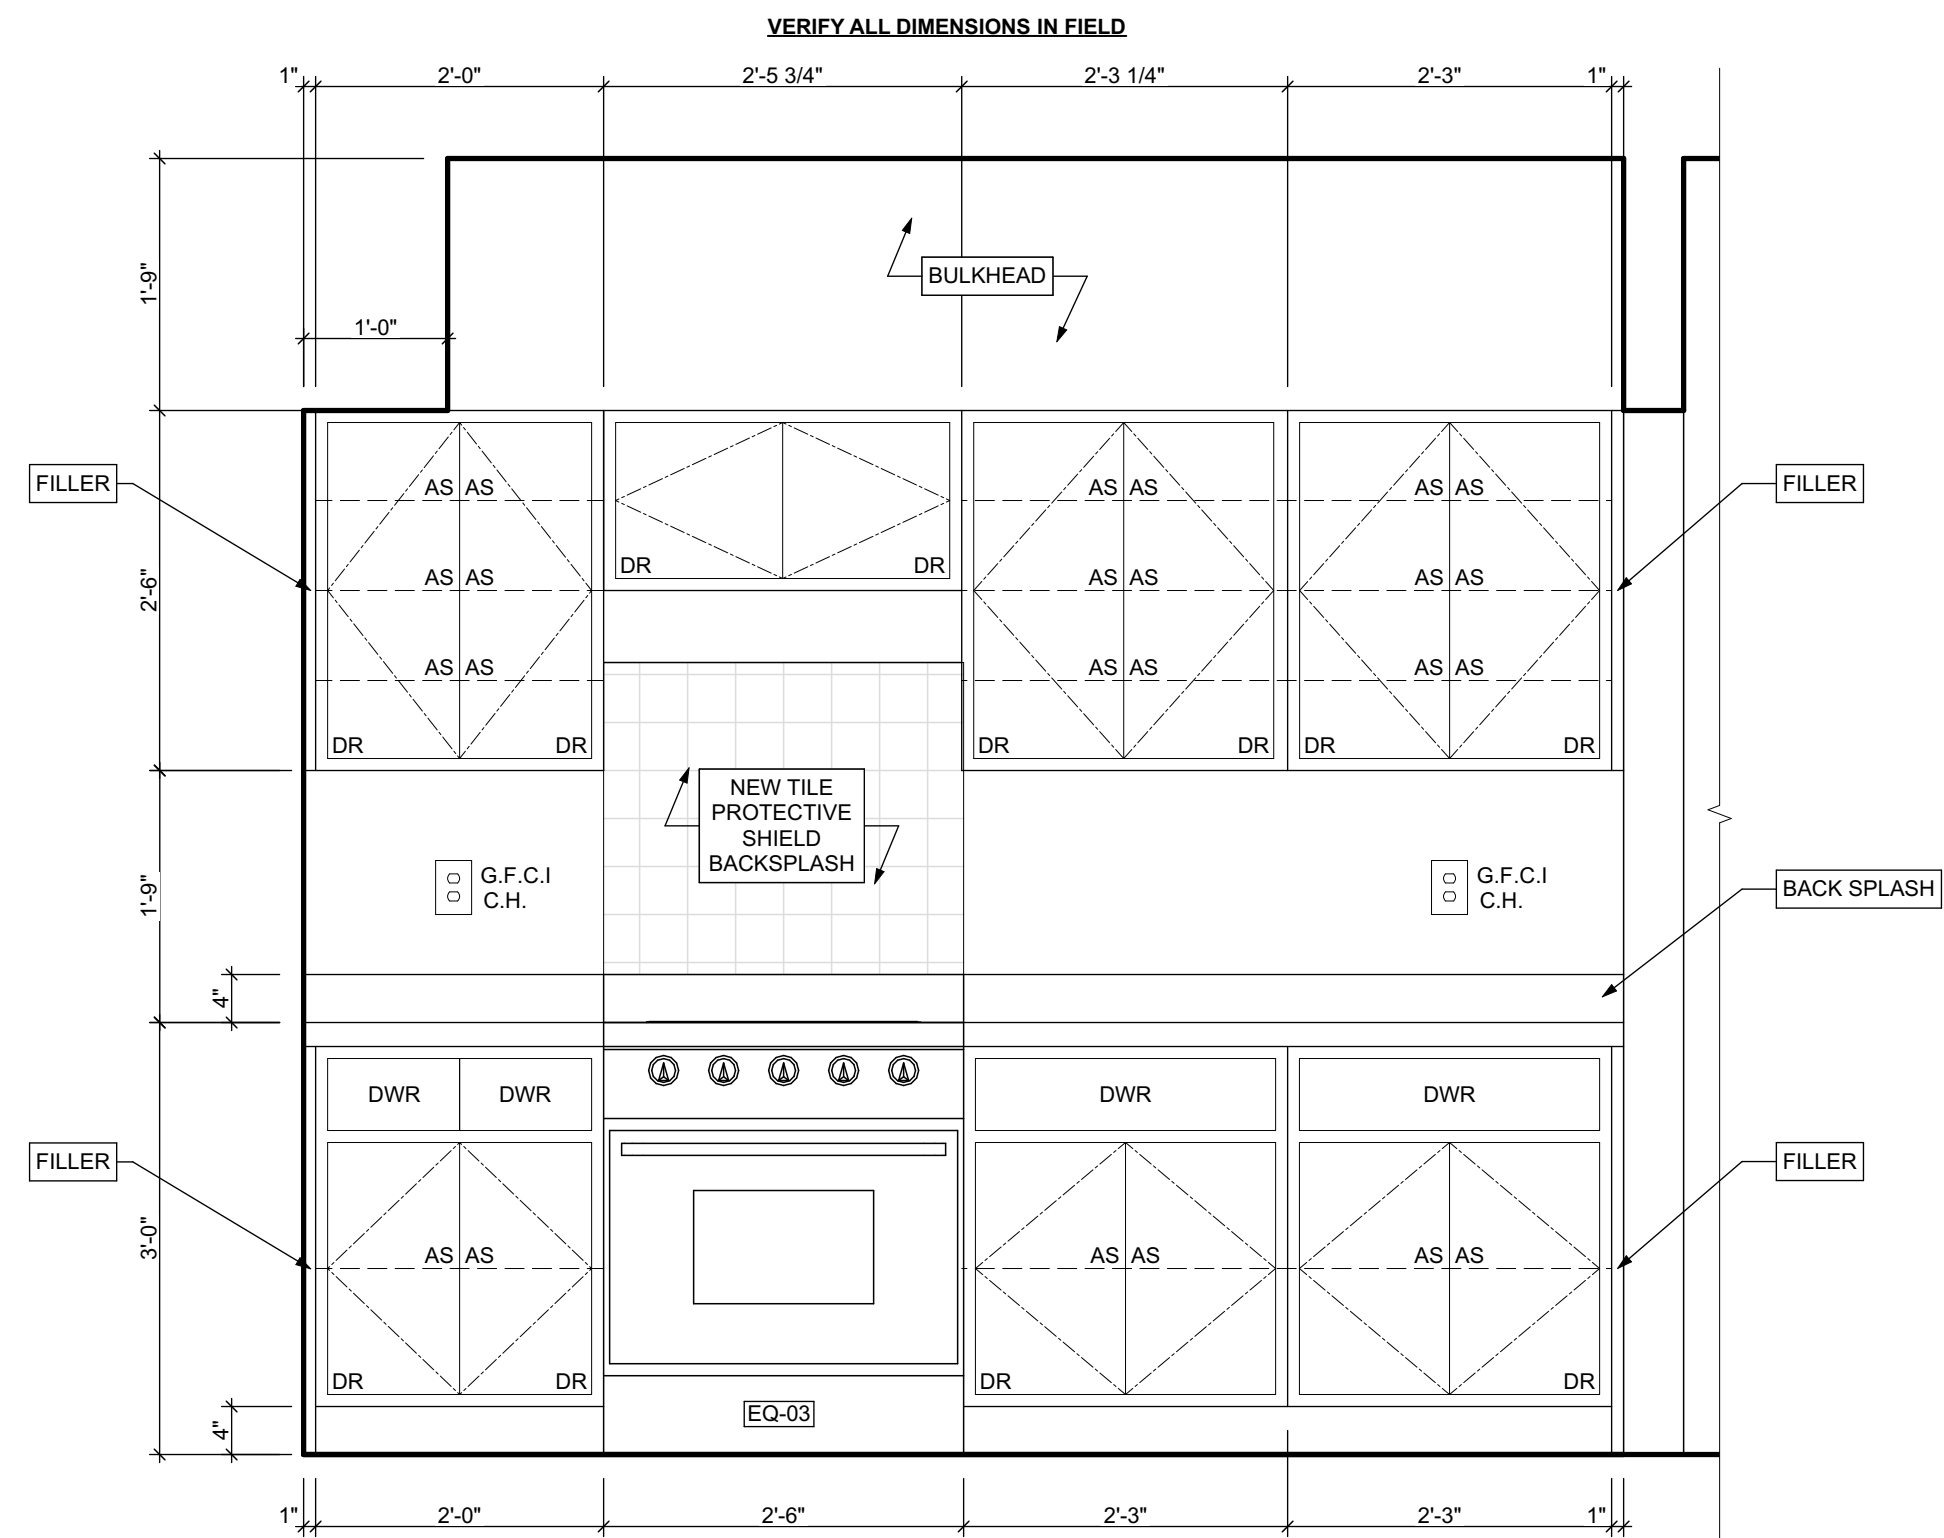 VERIFY ALL DIMENSIONS IN FIELD
1" 2'-0" 2'-5 3/4" 2'-3 1/4" 2'-3" 1"
1'-9"
BULKHEAD
1'-0"
FILLER
AS AS
AS AS
AS AS
FILLER
2'-6"
DR DR
AS AS
AS AS
AS AS
AS AS
AS AS
AS AS
DR DR
DR DR
DR DR
NEW TILE
PROTECTIVE
SHIELD
BACKSPLASH
1'-9"
G.F.C.I
C.H.
G.F.C.I
C.H.
BACK SPLASH
4"
DWR DWR
DWR
DWR
FILLER
FILLER
3'-0"
AS AS
AS AS
AS AS
DR DR
DR
DR
EQ-03
4"
1" 2'-0" 2'-6" 2'-3" 2'-3" 1"